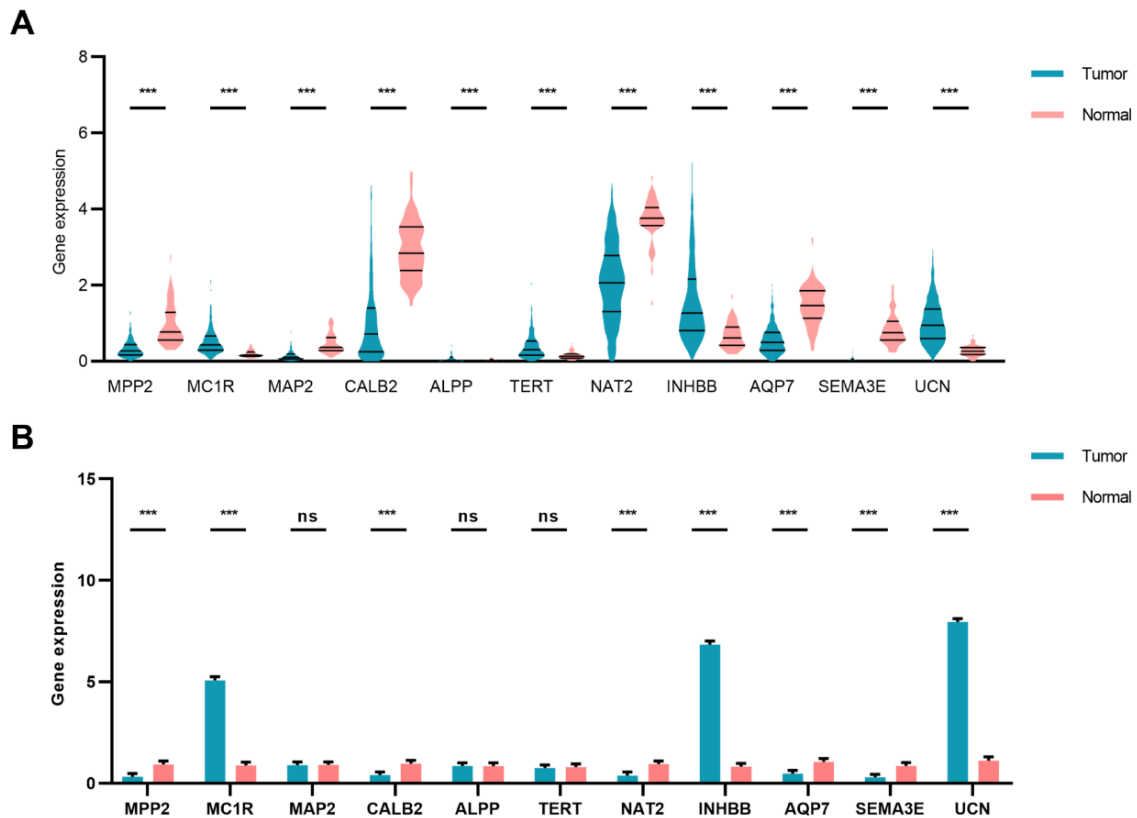 A
Gene expression
8
6
4
2
0
*** *** *** *** *** *** *** *** *** *** ***
MPP2 MC1R MAP2 CALB2 ALPP TERT NAT2 INHBB AQP7 SEMA3E UCN
Tumor
Normal
B
Gene expression
15
10
5
0
*** *** ns *** ns ns *** *** *** *** ***
MPP2 MC1R MAP2 CALB2 ALPP TERT NAT2 INHBB AQP7 SEMA3E UCN
Tumor
Normal